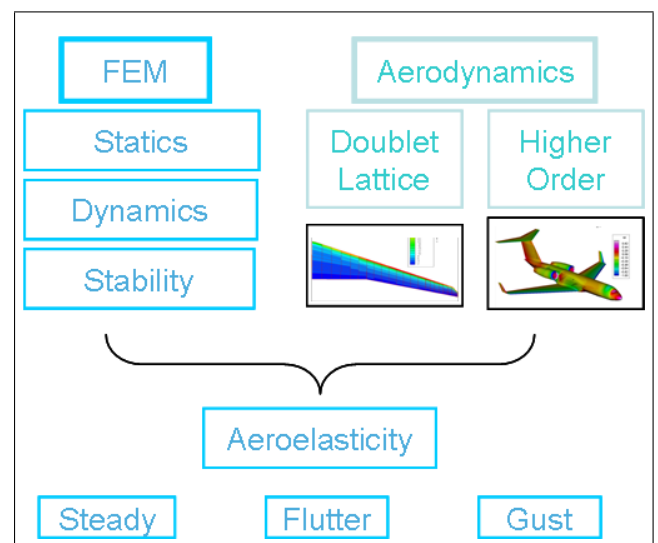 FEM
Aerodynamics
Statics
Dynamics
Stability
Doublet
Lattice
Higher
Order
Aeroelasticity
Steady
Flutter
Gust